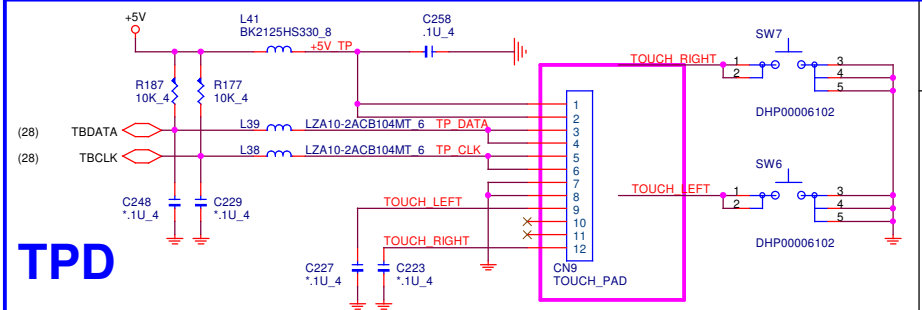 +5V
L41
BK2125HS330_8
+5V_TP
C258
.1U_4
R187
10K_4
R177
10K_4
(28)
TBDATA
L39
LZA10-2ACB104MT_6
TP_DATA
(28)
TBCLK
L38
LZA10-2ACB104MT_6
TP_CLK
C248
*.1U_4
C229
*.1U_4
TOUCH_LEFT
TOUCH_RIGHT
C227
*.1U_4
C223
*.1U_4
TPD
1
2
3
4
5
6
7
8
9
10
11
12
CN9
TOUCH_PAD
TOUCH_RIGHT
SW7
1
2
3
4
5
DHP00006102
TOUCH_LEFT
SW6
1
2
3
4
5
DHP00006102